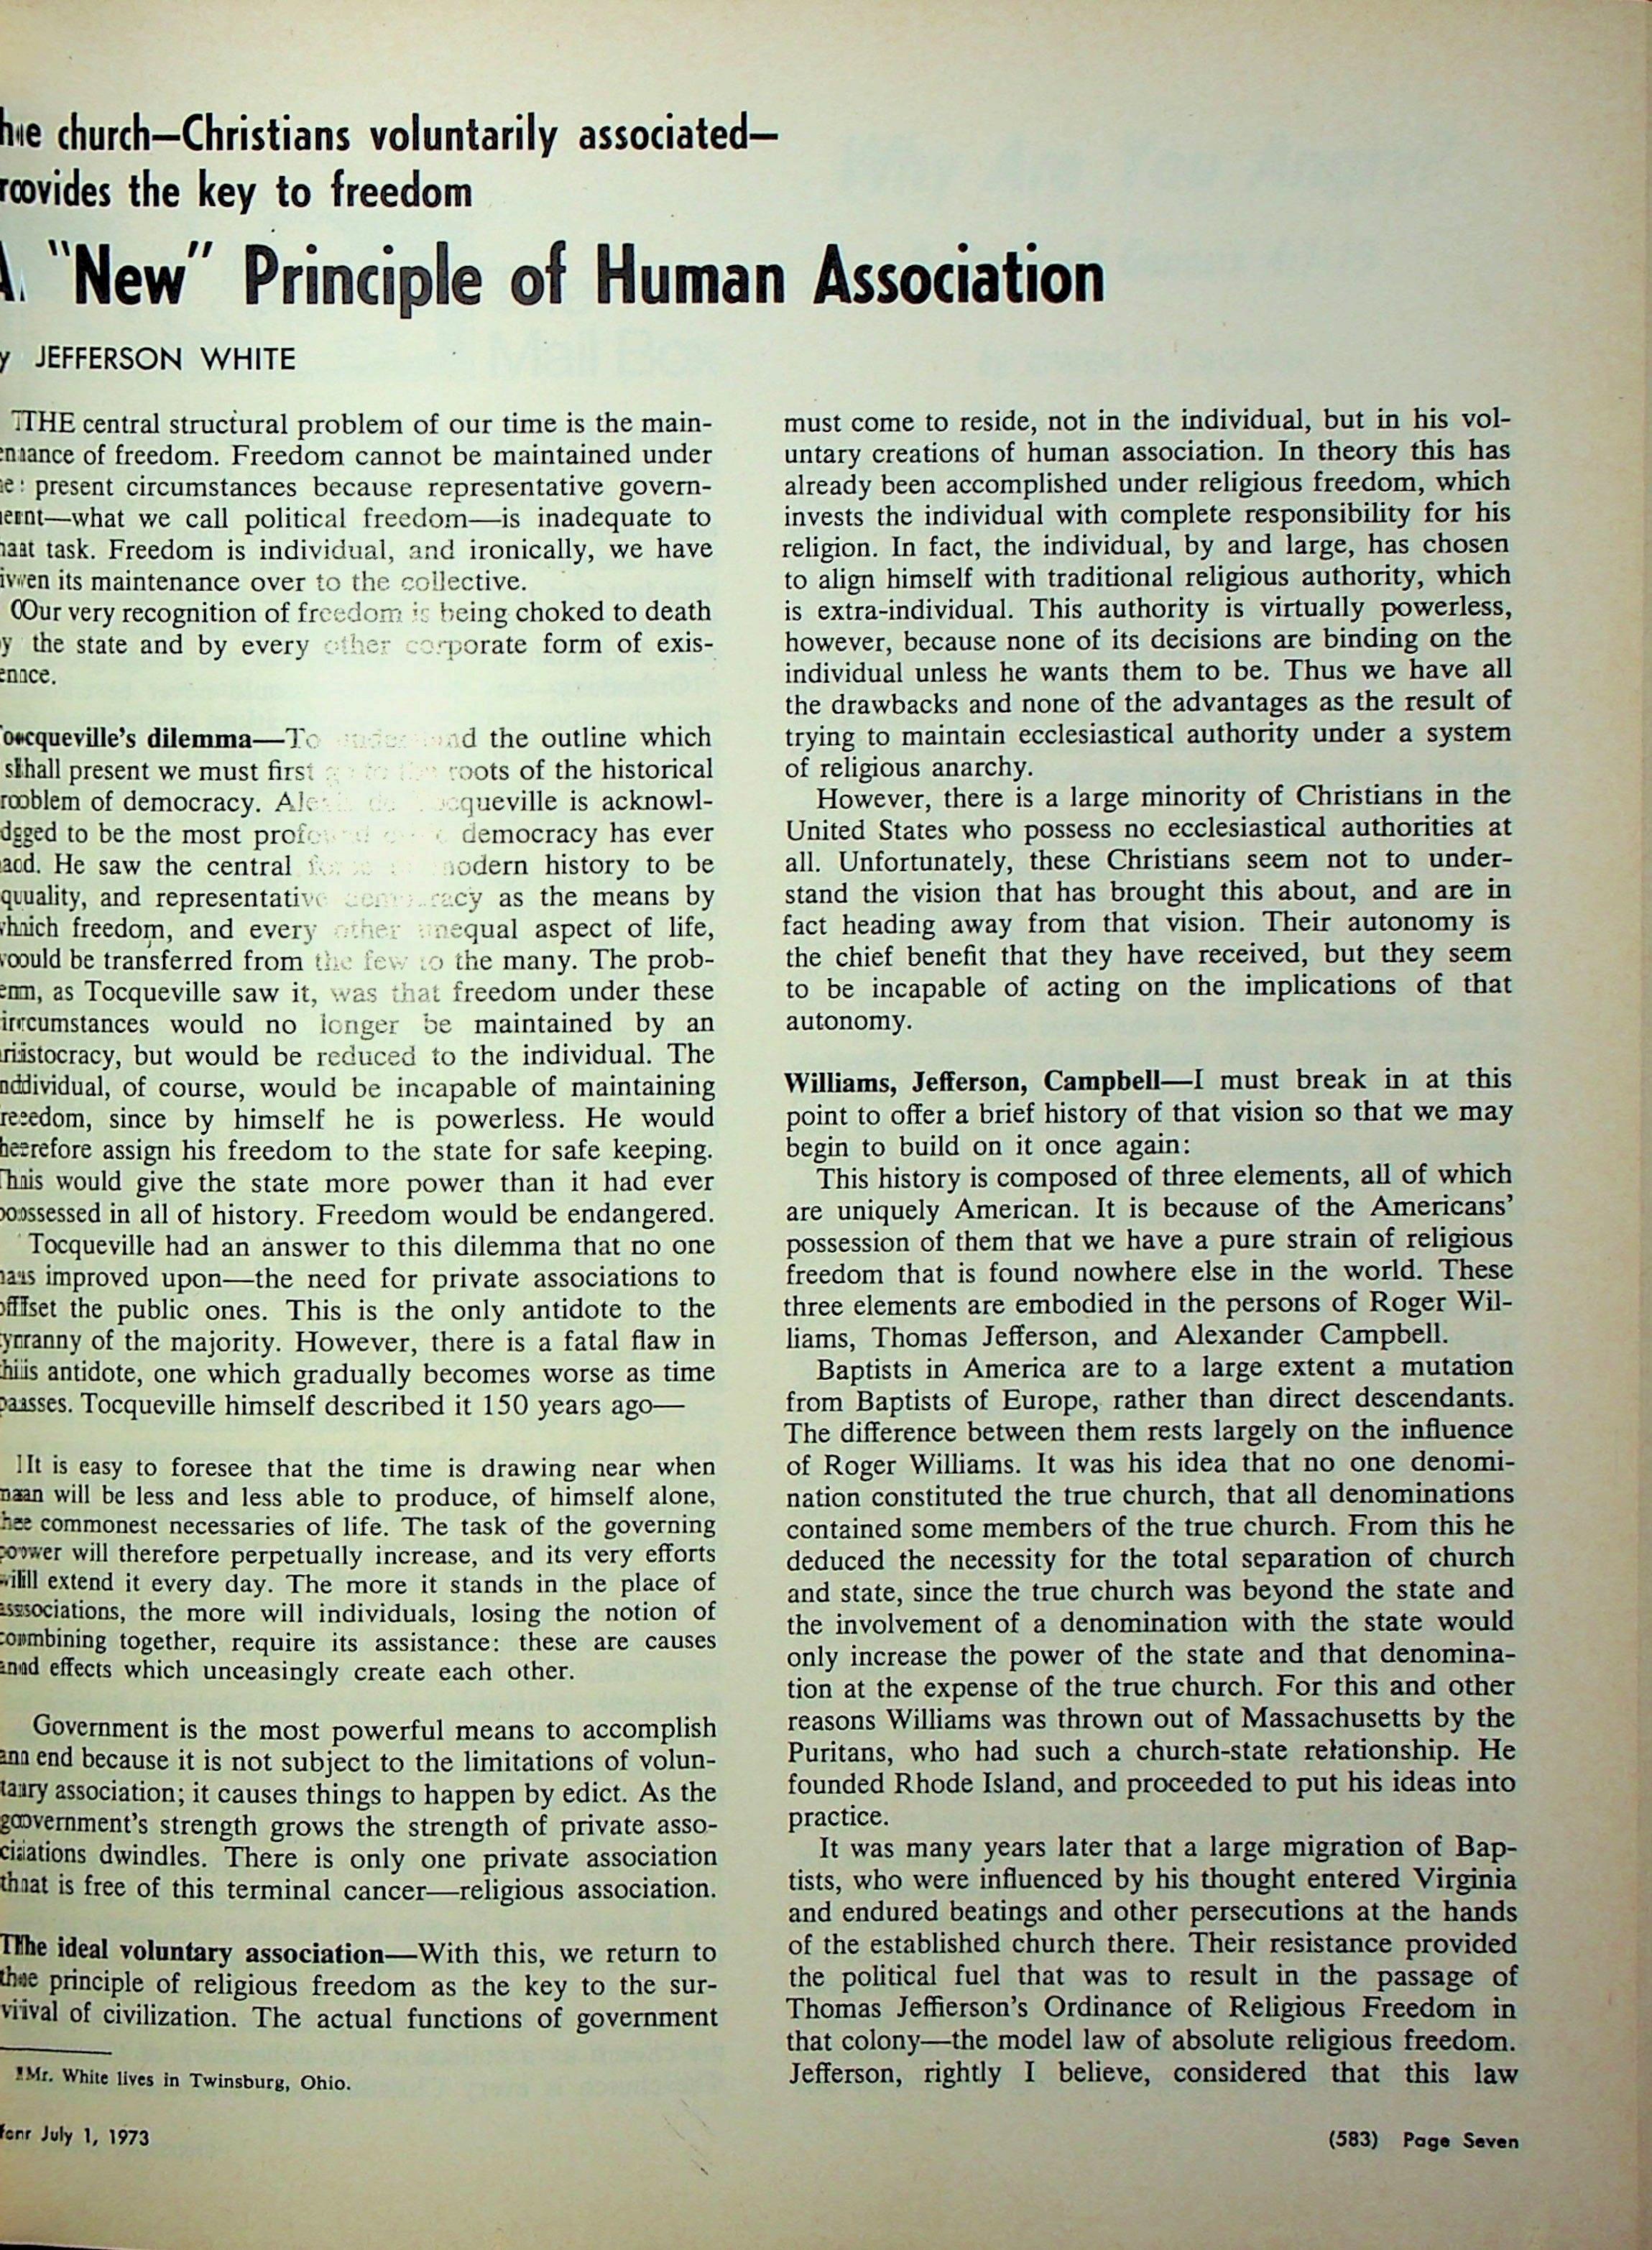 he church—Christians voluntarily associated—
rovides the key to freedom
A "New" Principle of Human Association
y JEFFERSON WHITE
THE central structural problem of our time is the main-
enance of freedom. Freedom cannot be maintained under
e present circumstances because representative govern-
ent—what we call political freedom—is inadequate to
hat task. Freedom is individual, and ironically, we have
iven its maintenance over to the collective.
Our very recognition of freedom is being choked to death
y the state and by every other corporate form of exis-
ence.
ocqueville's dilemma—To understand the outline which
shall present we must first go to the roots of the historical
roblem of democracy. Alexis de Tocqueville is acknowl-
dged to be the most profound democracy has ever
ad. He saw the central modern history to be
quality, and representative democracy as the means by
hich freedom, and every other unequal aspect of life,
would be transferred from the few to the many. The prob-
em, as Tocqueville saw it, was that freedom under these
ircumstances would no longer be maintained by an
ristocracy, but would be reduced to the individual. The
ndividual, of course, would be incapable of maintaining
reedom, since by himself he is powerless. He would
herefore assign his freedom to the state for safe keeping.
This would give the state more power than it had ever
possessed in all of history. Freedom would be endangered.
Tocqueville had an answer to this dilemma that no one
has improved upon—the need for private associations to
offset the public ones. This is the only antidote to the
tyranny of the majority. However, there is a fatal flaw in
this antidote, one which gradually becomes worse as time
passes. Tocqueville himself described it 150 years ago—
It is easy to foresee that the time is drawing near when
man will be less and less able to produce, of himself alone,
the commonest necessaries of life. The task of the governing
power will therefore perpetually increase, and its very efforts
will extend it every day. The more it stands in the place of
associations, the more will individuals, losing the notion of
combining together, require its assistance: these are causes
and effects which unceasingly create each other.
Government is the most powerful means to accomplish
an end because it is not subject to the limitations of volun-
tary association; it causes things to happen by edict. As the
government's strength grows the strength of private asso-
ciations dwindles. There is only one private association
that is free of this terminal cancer—religious association.
The ideal voluntary association—With this, we return to
the principle of religious freedom as the key to the sur-
vival of civilization. The actual functions of government
Mr. White lives in Twinsburg, Ohio.
for July 1, 1973
must come to reside, not in the individual, but in his vol-
untary creations of human association. In theory this has
already been accomplished under religious freedom, which
invests the individual with complete responsibility for his
religion. In fact, the individual, by and large, has chosen
to align himself with traditional religious authority, which
is extra-individual. This authority is virtually powerless,
however, because none of its decisions are binding on the
individual unless he wants them to be. Thus we have all
the drawbacks and none of the advantages as the result of
trying to maintain ecclesiastical authority under a system
of religious anarchy.
However, there is a large minority of Christians in the
United States who possess no ecclesiastical authorities at
all. Unfortunately, these Christians seem not to under-
stand the vision that has brought this about, and are in
fact heading away from that vision. Their autonomy is
the chief benefit that they have received, but they seem
to be incapable of acting on the implications of that
autonomy.
Williams, Jefferson, Campbell—I must break in at this
point to offer a brief history of that vision so that we may
begin to build on it once again:
This history is composed of three elements, all of which
are uniquely American. It is because of the Americans'
possession of them that we have a pure strain of religious
freedom that is found nowhere else in the world. These
three elements are embodied in the persons of Roger Wil-
liams, Thomas Jefferson, and Alexander Campbell.
Baptists in America are to a large extent a mutation
from Baptists of Europe, rather than direct descendants.
The difference between them rests largely on the influence
of Roger Williams. It was his idea that no one denomi-
nation constituted the true church, that all denominations
contained some members of the true church. From this he
deduced the necessity for the total separation of church
and state, since the true church was beyond the state and
the involvement of a denomination with the state would
only increase the power of the state and that denomina-
tion at the expense of the true church. For this and other
reasons Williams was thrown out of Massachusetts by the
Puritans, who had such a church-state relationship. He
founded Rhode Island, and proceeded to put his ideas into
practice.
It was many years later that a large migration of Bap-
tists, who were influenced by his thought entered Virginia
and endured beatings and other persecutions at the hands
of the established church there. Their resistance provided
the political fuel that was to result in the passage of
Thomas Jeffierson's Ordinance of Religious Freedom in
that colony—the model law of absolute religious freedom.
Jefferson, rightly I believe, considered that this law
(583) Page Seven